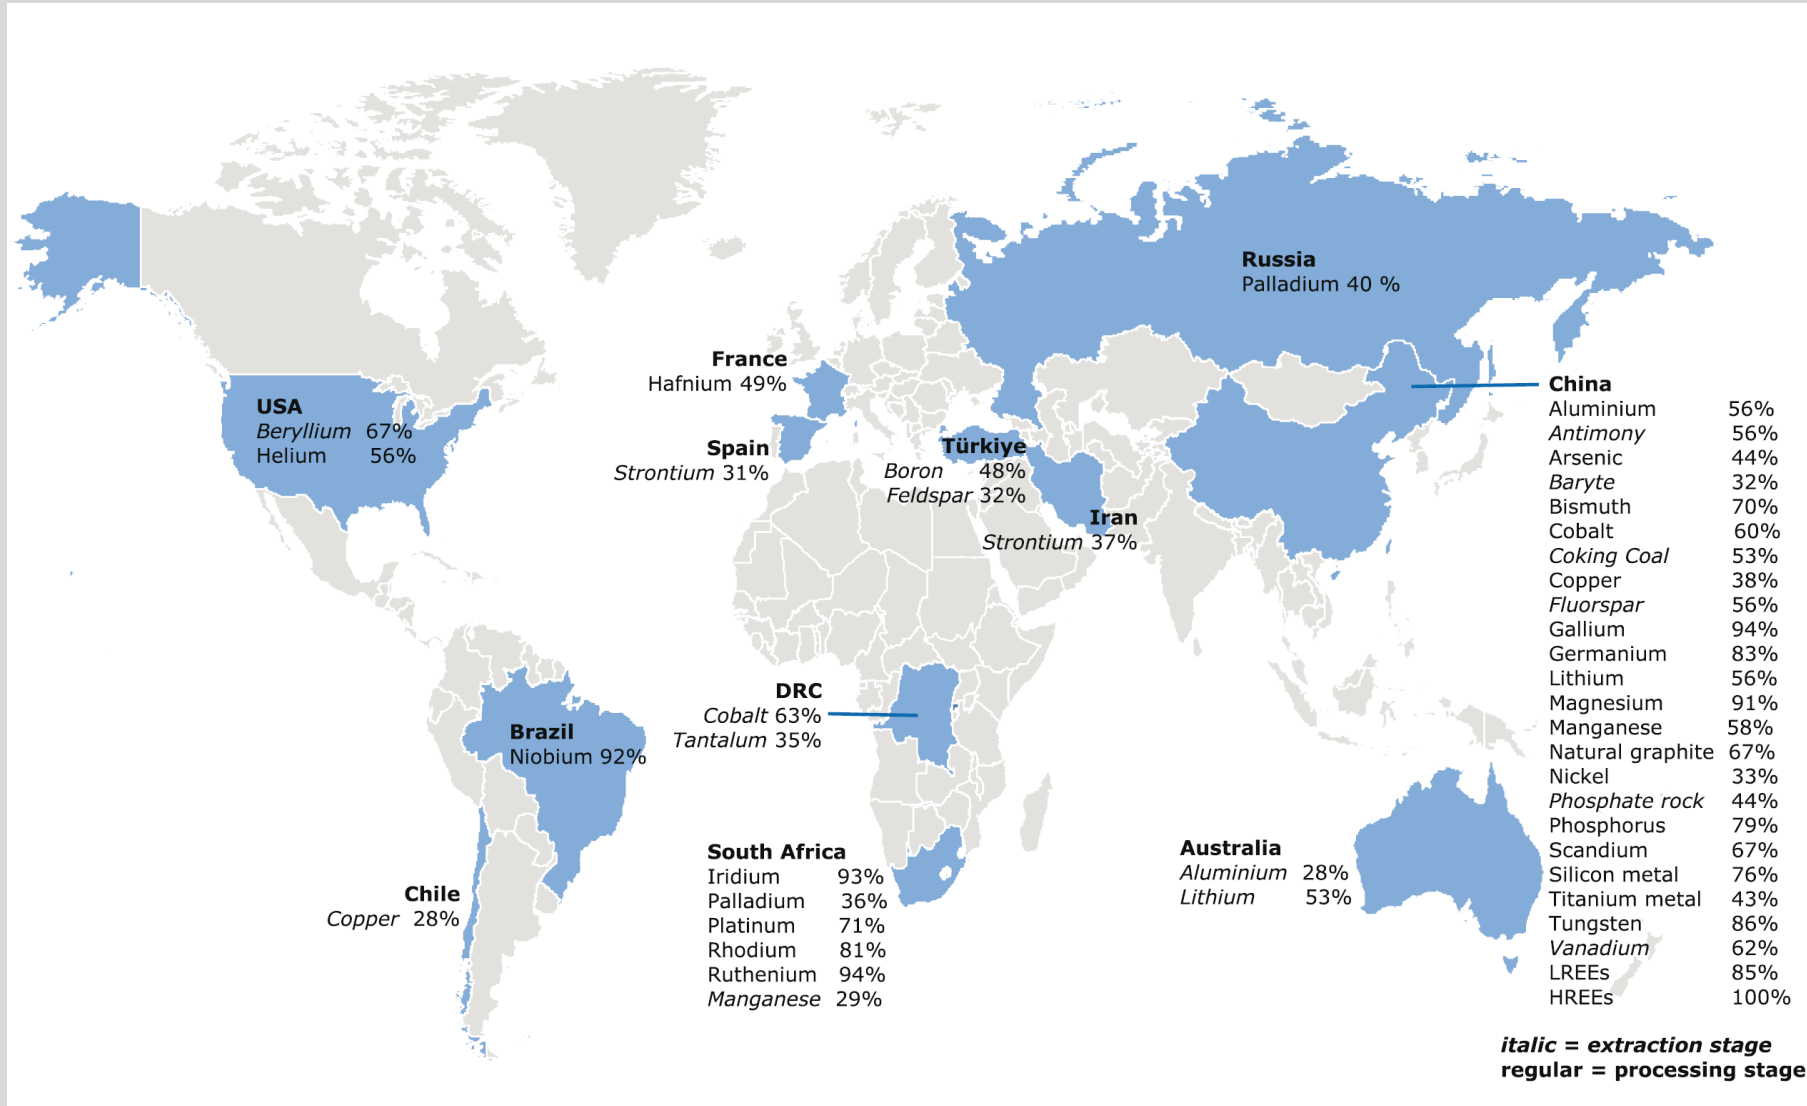 Russia
Palladium 40 %
France
Hafnium 49%
USA
Beryllium 67%
Helium 56%
Spain
Strontium 31%
Türkiye
Boron 48%
Feldspar 32%
Iran
Strontium 37%
China
Aluminium 56%
Antimony 56%
Arsenic 44%
Baryte 32%
Bismuth 70%
Cobalt 60%
Coking Coal 53%
Copper 38%
Fluorspar 56%
Gallium 94%
Germanium 83%
Lithium 56%
Magnesium 91%
Manganese 58%
Natural graphite 67%
Nickel 33%
Phosphate rock 44%
Phosphorus 79%
Scandium 67%
Silicon metal 76%
Titanium metal 43%
Tungsten 86%
Vanadium 62%
LREEs 85%
HREEs 100%
DRC
Cobalt 63%
Tantalum 35%
Brazil
Niobium 92%
Chile
Copper 28%
South Africa
Iridium 93%
Palladium 36%
Platinum 71%
Rhodium 81%
Ruthenium 94%
Manganese 29%
Australia
Aluminium 28%
Lithium 53%
italic = extraction stage
regular = processing stage